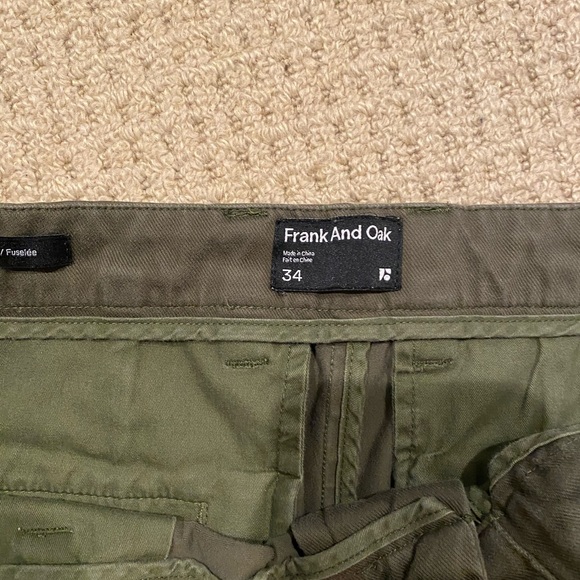 / Fuselée
Frank And Oak
Made in China
Fait en Chine
34